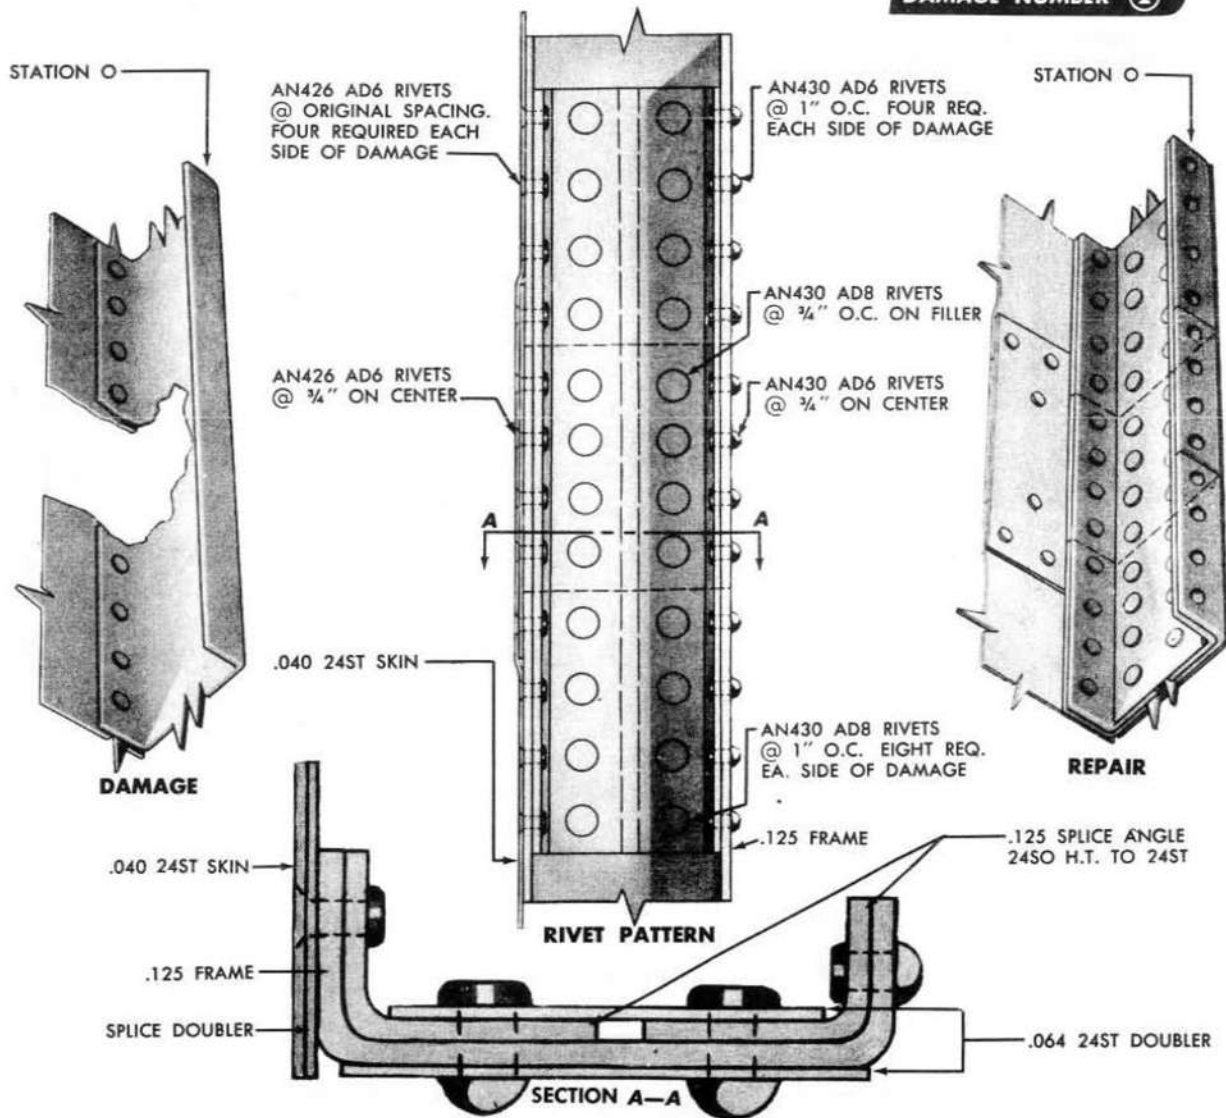 DAMAGE NUMBER 1
STATION O
AN426 AD6 RIVETS
@ ORIGINAL SPACING.
FOUR REQUIRED EACH
SIDE OF DAMAGE
AN430 AD6 RIVETS
@ 1" O.C. FOUR REQ.
EACH SIDE OF DAMAGE
STATION O
AN430 AD8 RIVETS
@ ¾" O.C. ON FILLER
AN426 AD6 RIVETS
@ ¾" ON CENTER
AN430 AD6 RIVETS
@ ¾" ON CENTER
A
A
.040 24ST SKIN
AN430 AD8 RIVETS
@ 1" O.C. EIGHT REQ.
EA. SIDE OF DAMAGE
DAMAGE
REPAIR
.125 FRAME
.125 SPLICE ANGLE
24SO H.T. TO 24ST
.040 24ST SKIN
RIVET PATTERN
.125 FRAME
SPLICE DOUBLER
.064 24ST DOUBLER
SECTION A—A